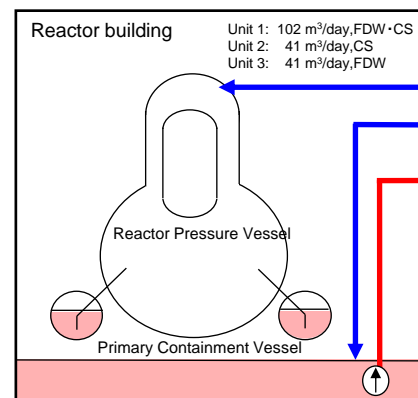 Reactor building
Unit 1: 102 m³/day,FDW・CS
Unit 2: 41 m³/day,CS
Unit 3: 41 m³/day,FDW
Reactor Pressure Vessel
Primary Containment Vessel